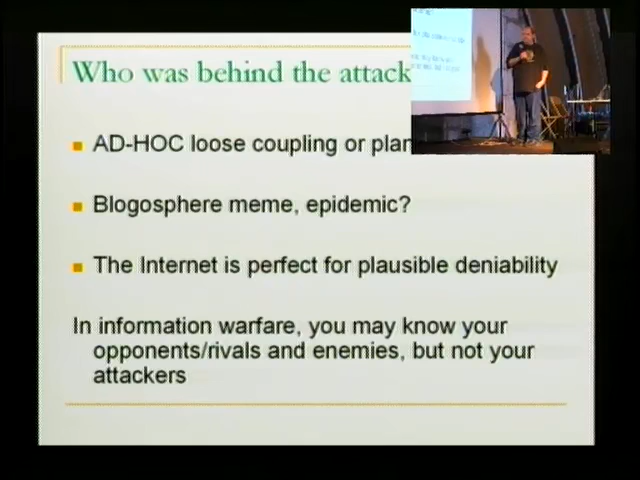 Who was behind the attack
AD-HOC loose coupling or plan
Blogosphere meme, epidemic?
The Internet is perfect for plausible deniability
In information warfare, you may know your
opponents/rivals and enemies, but not your
attackers